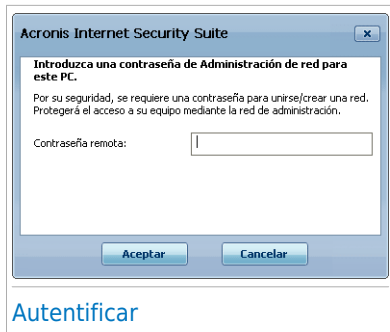 Acronis Internet Security Suite
Introduzca una contraseña de Administración de red para
este PC.
Por su seguridad, se requiere una contraseña para unirse/crear una red.
Protegerá el acceso a su equipo mediante la red de administración.
Contraseña remota:
Aceptar Cancelar
Autentificar